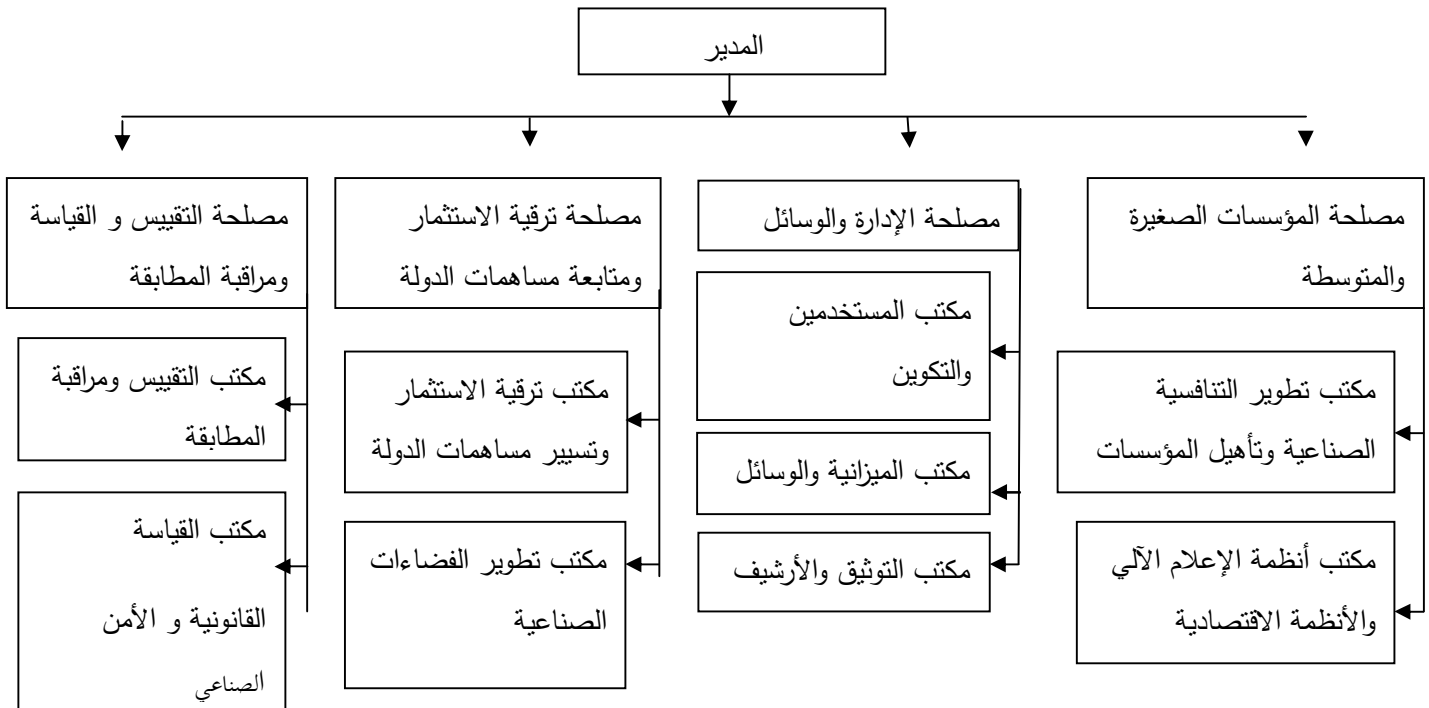 المدير
مصلحة المؤسسات الصغيرة
والمتوسطة
مكتب تطوير التنافسية
الصناعية وتأهيل المؤسسات
مكتب أنظمة الإعلام الآلي
والأنظمة الاقتصادية
مصلحة الإدارة والوسائل
مكتب المستخدمين
والتكوين
مكتب الميزانية والوسائل
مكتب التوثيق والأرشيف
مصلحة ترقية الاستثمار
ومتابعة مساهمات الدولة
مكتب ترقية الاستثمار
وتسيير مساهمات الدولة
مكتب تطوير الفضاءات
الصناعية
مصلحة التقييس و القياسة
ومراقبة المطابقة
مكتب التقييس ومراقبة
المطابقة
مكتب القياسة
القانونية و الأمن
الصناعي